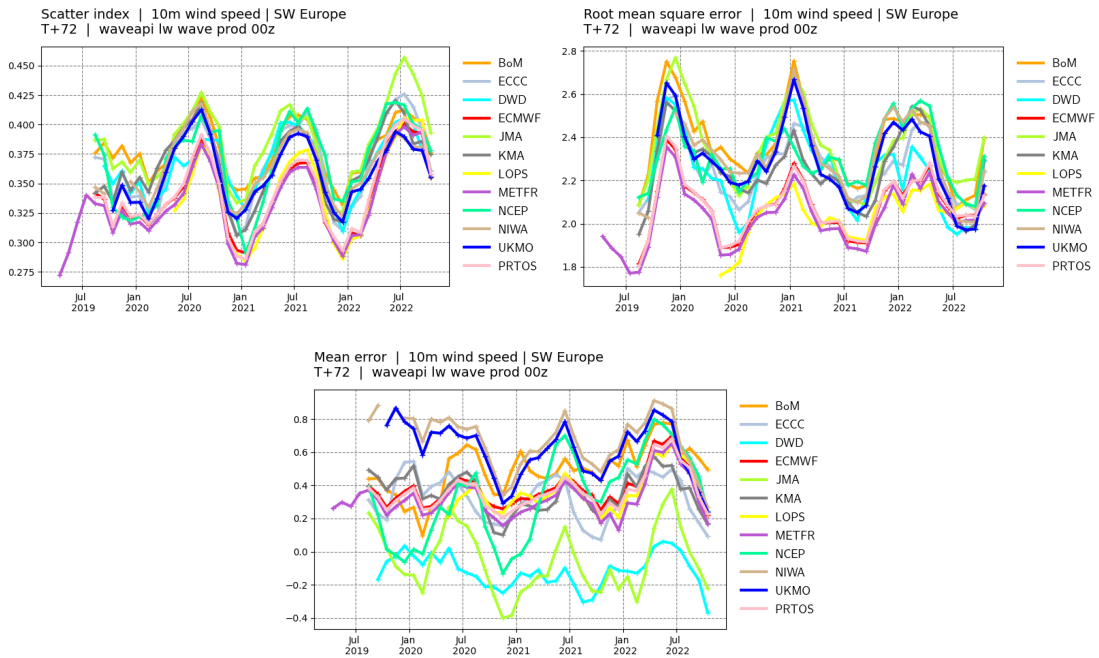 Scatter index | 10m wind speed | SW Europe
T+72 | waveapi lw wave prod 00z
0.450
0.425
0.400
0.375
0.350
0.325
0.300
0.275
Jul
2019
Jan
2020
Jul
2020
Jan
2021
Jul
2021
Jan
2022
Jul
2022
BoM
ECCC
DWD
ECMWF
JMA
KMA
LOPS
METFR
NCEP
NIWA
UKMO
PRTOS
Root mean square error | 10m wind speed | SW Europe
T+72 | waveapi lw wave prod 00z
2.8
2.6
2.4
2.2
2.0
1.8
Jul
2019
Jan
2020
Jul
2020
Jan
2021
Jul
2021
Jan
2022
Jul
2022
BoM
ECCC
DWD
ECMWF
JMA
KMA
LOPS
METFR
NCEP
NIWA
UKMO
PRTOS
Mean error | 10m wind speed | SW Europe
T+72 | waveapi lw wave prod 00z
0.8
0.6
0.4
0.2
0.0
−0.2
−0.4
Jul
2019
Jan
2020
Jul
2020
Jan
2021
Jul
2021
Jan
2022
Jul
2022
BoM
ECCC
DWD
ECMWF
JMA
KMA
LOPS
METFR
NCEP
NIWA
UKMO
PRTOS